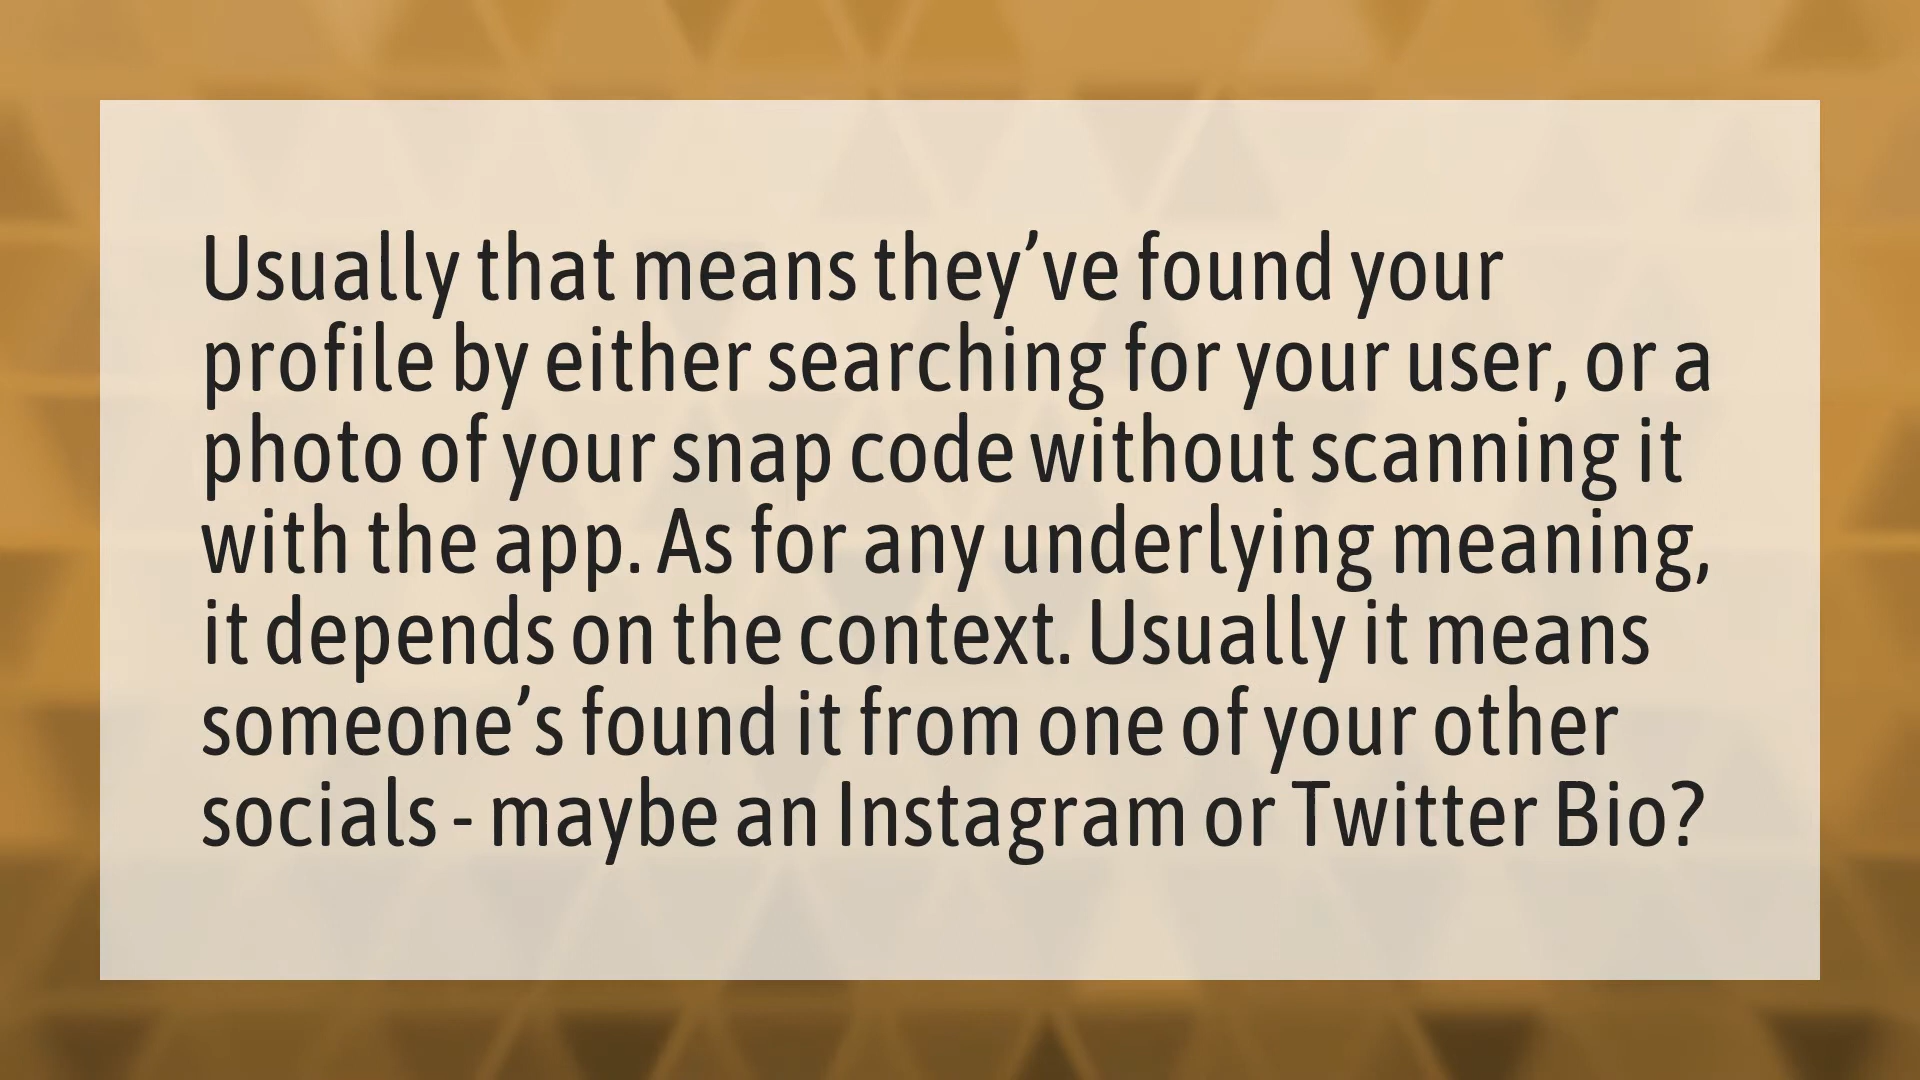 Usually that means they’ve found your
profile by either searching for your user, or a
photo of your snap code without scanning it
with the app. As for any underlying meaning,
it depends on the context. Usually it means
someone’s found it from one of your other
socials - maybe an Instagram or Twitter Bio?